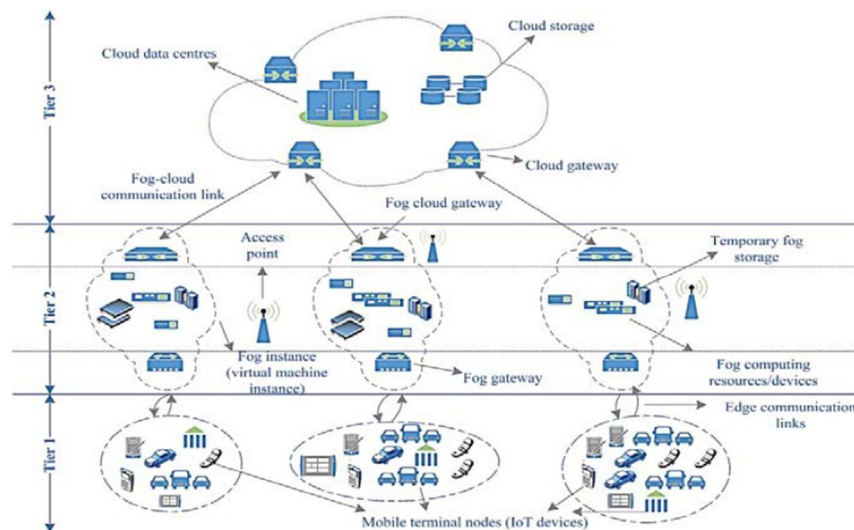 Cloud data centres
Cloud storage
Tier 3
Cloud gateway
Fog-cloud
communication link
Fog cloud gateway
Access
point
Temporary fog
storage
Tier 2
Fog instance
(virtual machine
instance)
Fog gateway
Fog computing
resources/devices
Edge communication
links
Tier 1
Mobile terminal nodes (IoT devices)